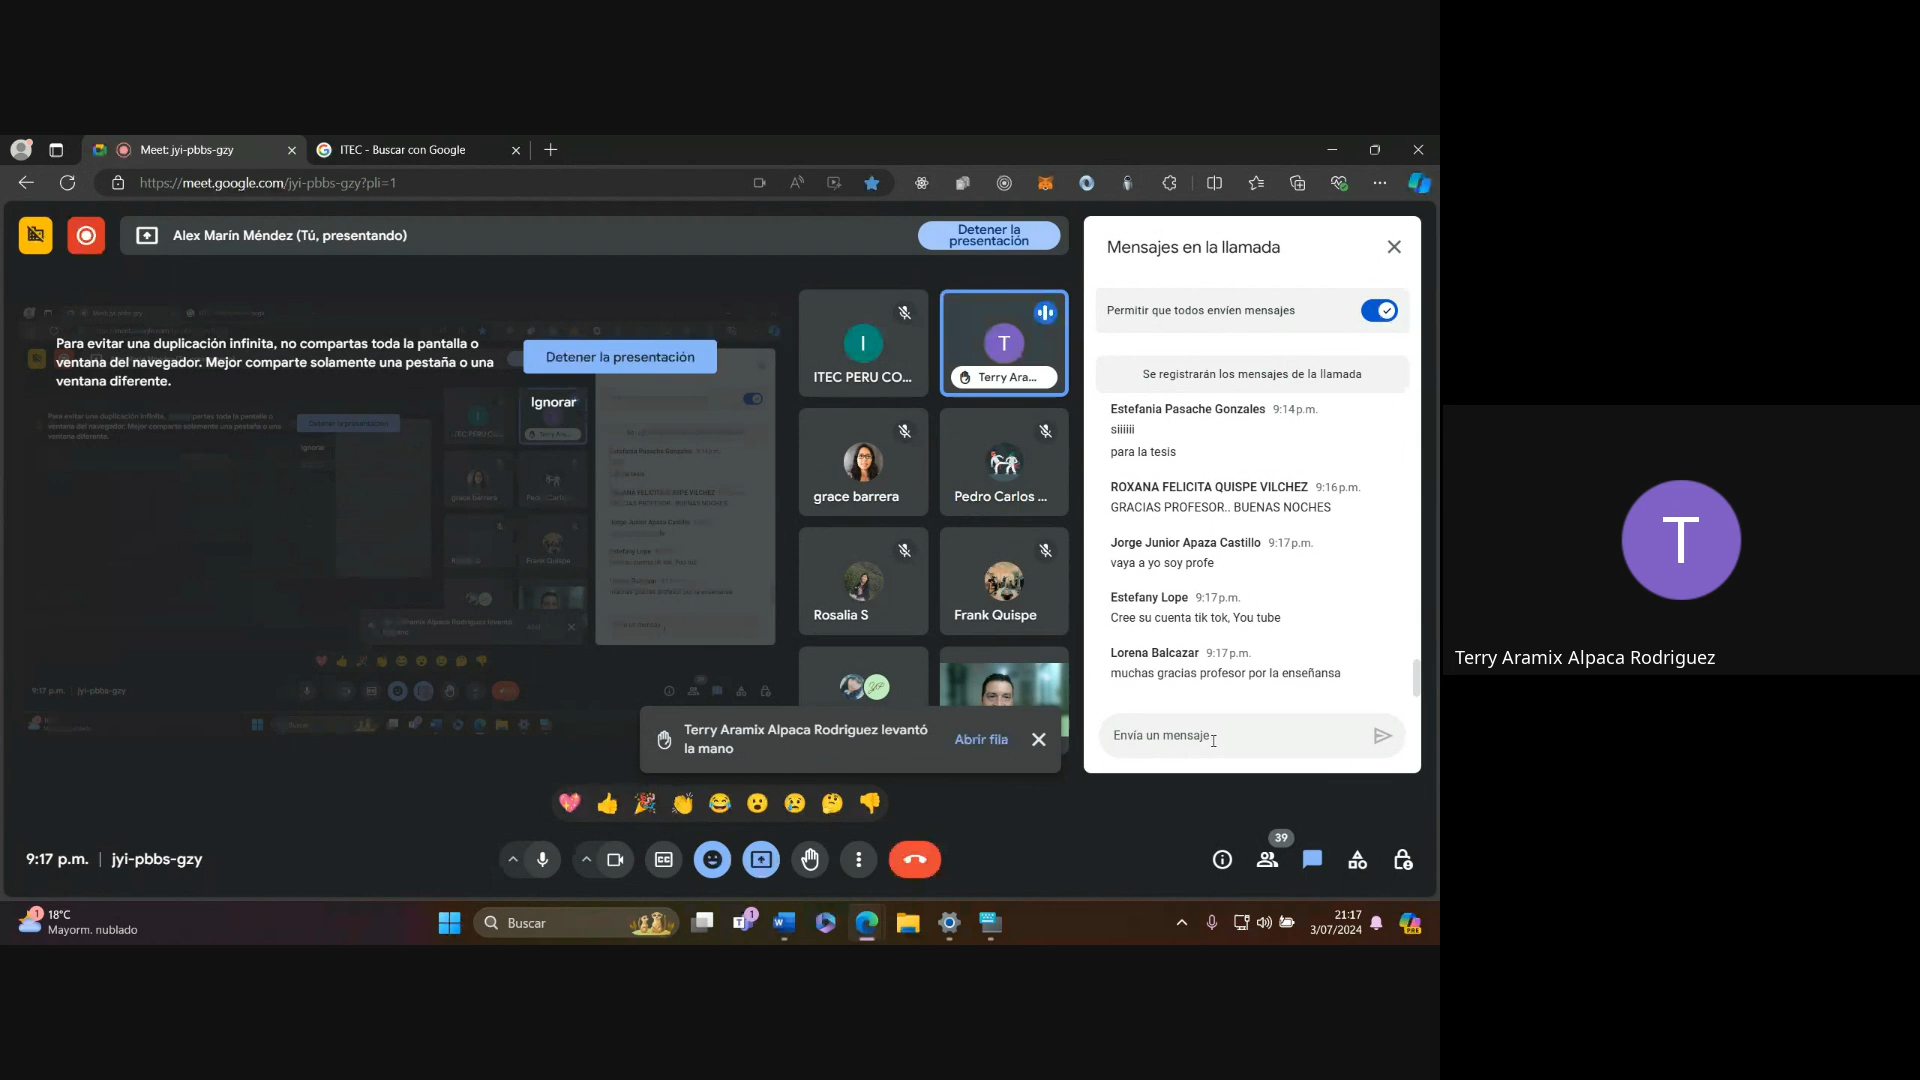 Meet: jyi-pbbs-gzy
ITEC - Buscar con Google
https://meet.google.com/jyi-pbbs-gzy?pli=1
Alex Marín Méndez (Tú, presentando)
Detener la
presentación
Para evitar una duplicación infinita, no compartas toda la pantalla o
ventana del navegador. Mejor comparte solamente una pestaña o una
ventana diferente.
Detener la presentación
Ignorar
I
ITEC PERU CO...
T
Terry Ara...
grace barrera
Pedro Carlos ...
Rosalia S
Frank Quispe
Terry Aramix Alpaca Rodriguez levantó
la mano
Abrir fila
Mensajes en la llamada
Permitir que todos envíen mensajes
Se registrarán los mensajes de la llamada
Estefania Pasache Gonzales 9:14 p.m.
siiiiii
para la tesis
ROXANA FELICITA QUISPE VILCHEZ 9:16 p.m.
GRACIAS PROFESOR.. BUENAS NOCHES
Jorge Junior Apaza Castillo 9:17 p.m.
vaya a yo soy profe
Estefany Lope 9:17 p.m.
Cree su cuenta tik tok, You tube
Lorena Balcazar 9:17 p.m.
muchas gracias profesor por la enseñansa
Envía un mensaje
9:17 p.m. | jyi-pbbs-gzy
39
1
18°C
Mayorm. nublado
Buscar
1
21:17
3/07/2024
PRE
T
Terry Aramix Alpaca Rodriguez